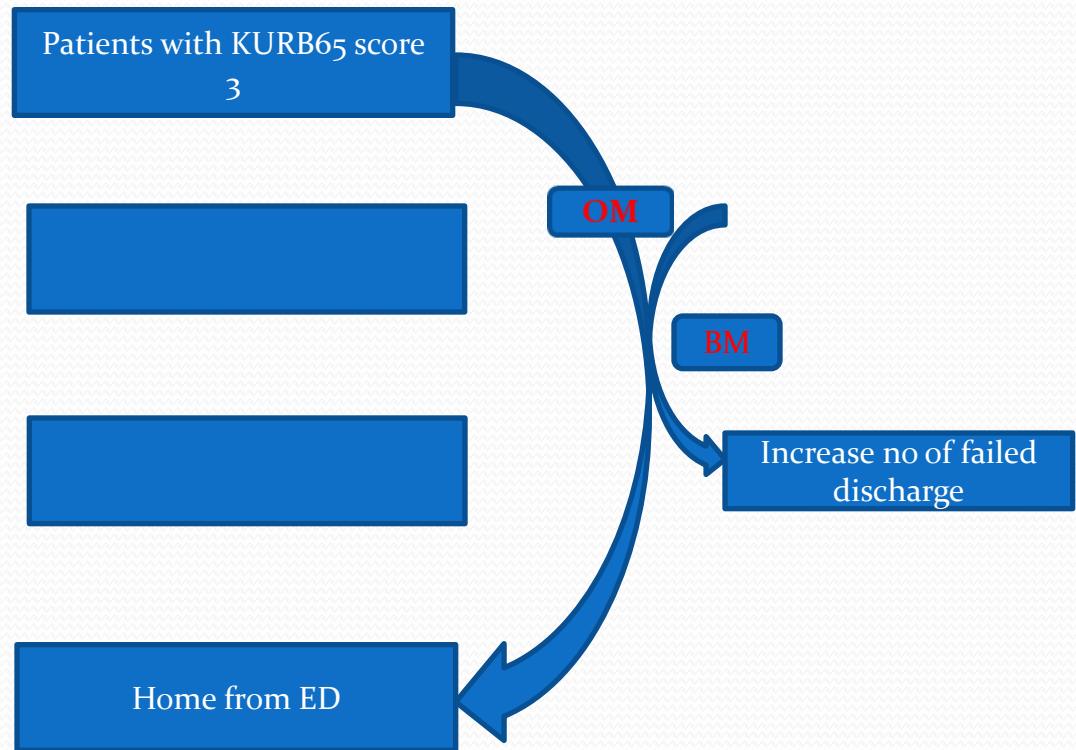 Patients with KURB65 score
3
OM
BM
Increase no of failed
discharge
Home from ED